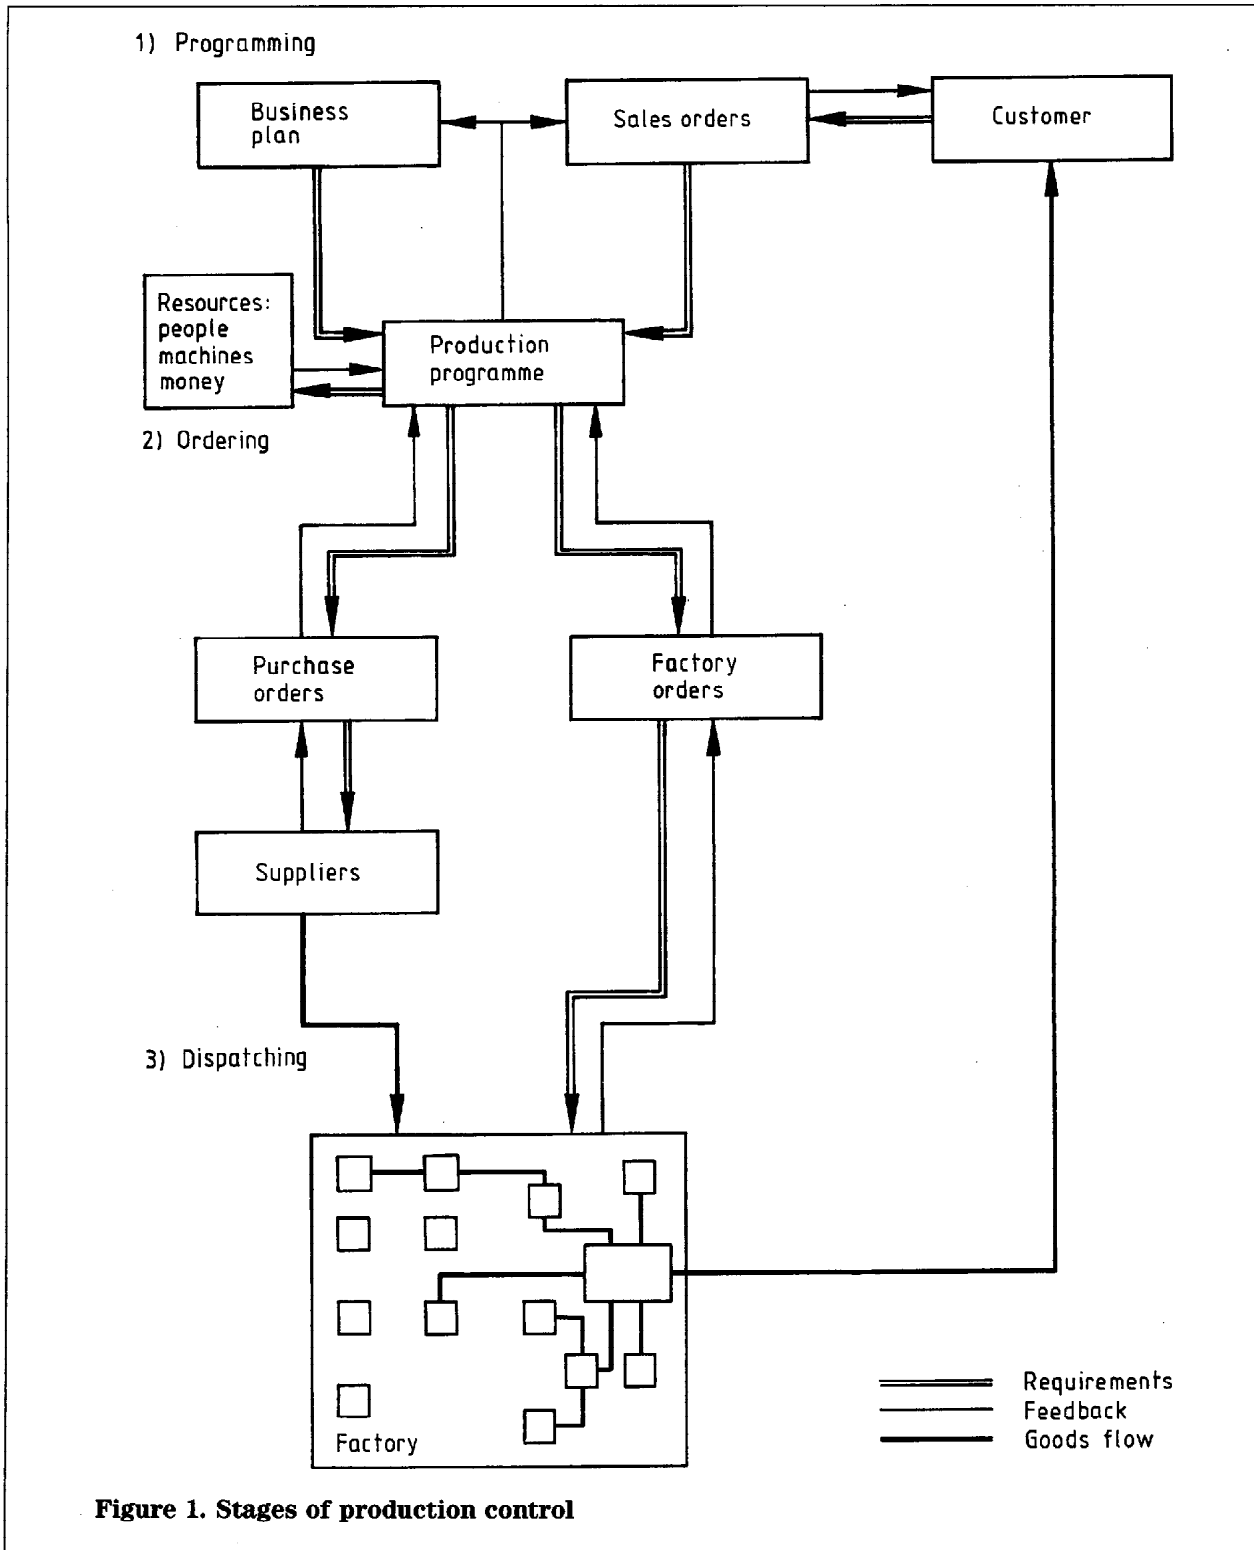 1) Programming
Business
plan
Sales orders
Customer
Resources:
people
machines
money
Production
programme
2) Ordering
Purchase
orders
Factory
orders
Suppliers
3) Dispatching
Factory
Requirements
Feedback
Goods flow
Figure 1. Stages of production control